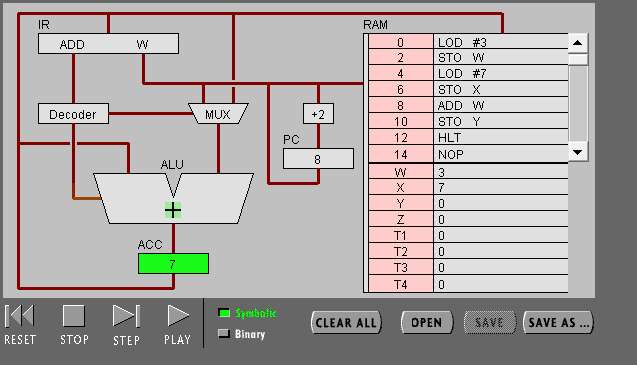 IR
RAM
ADD W
0 LOD #3
2 STO W
4 LOD #7
6 STO X
8 ADD W
10 STO Y
12 HLT
14 NOP
Decoder
MUX
+2
PC
8
ALU
+
W 3
X 7
Y 0
Z 0
T1 0
T2 0
T3 0
T4 0
ACC
7
RESET
STOP
STEP
PLAY
Symbolic
Binary
CLEAR ALL
OPEN
SAVE
SAVE AS ...